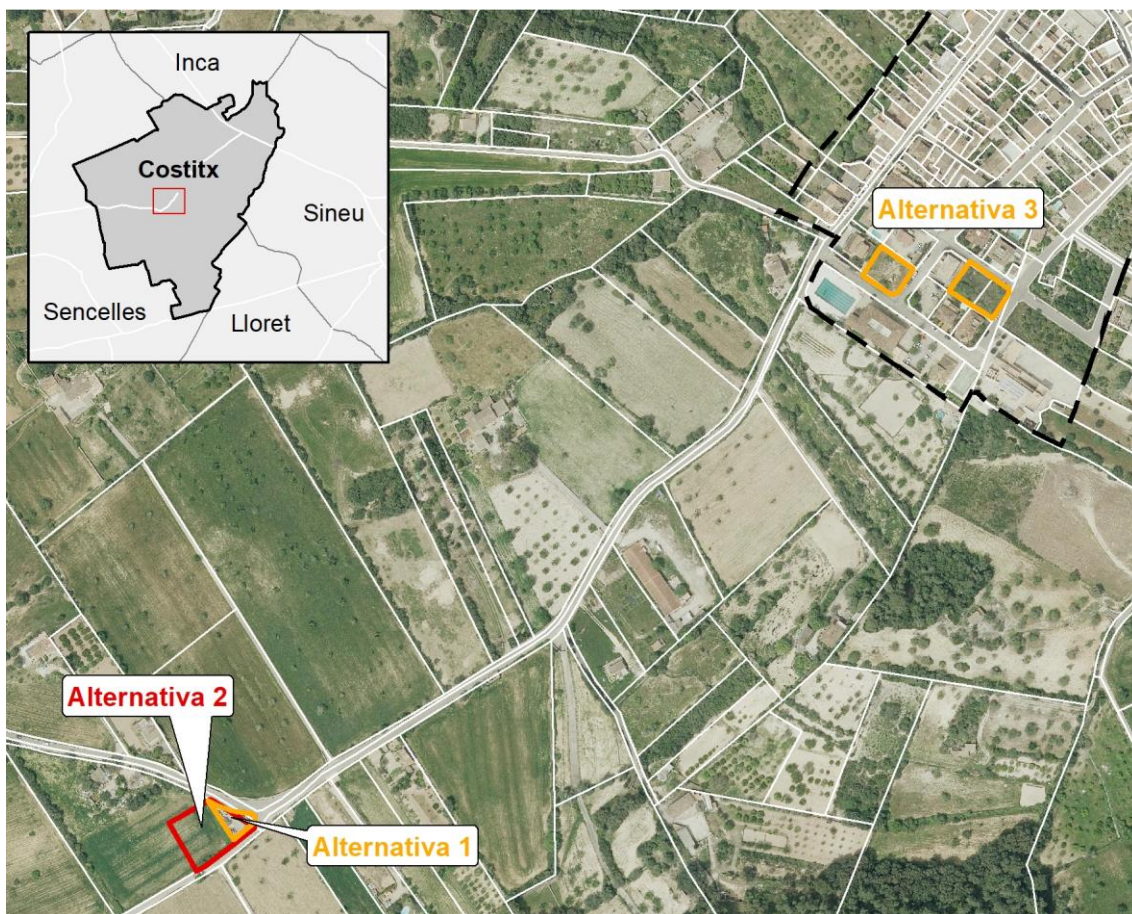 Inca
Costitx
Sineu
Sencelles
Lloret
Alternativa 3
Alternativa 2
Alternativa 1